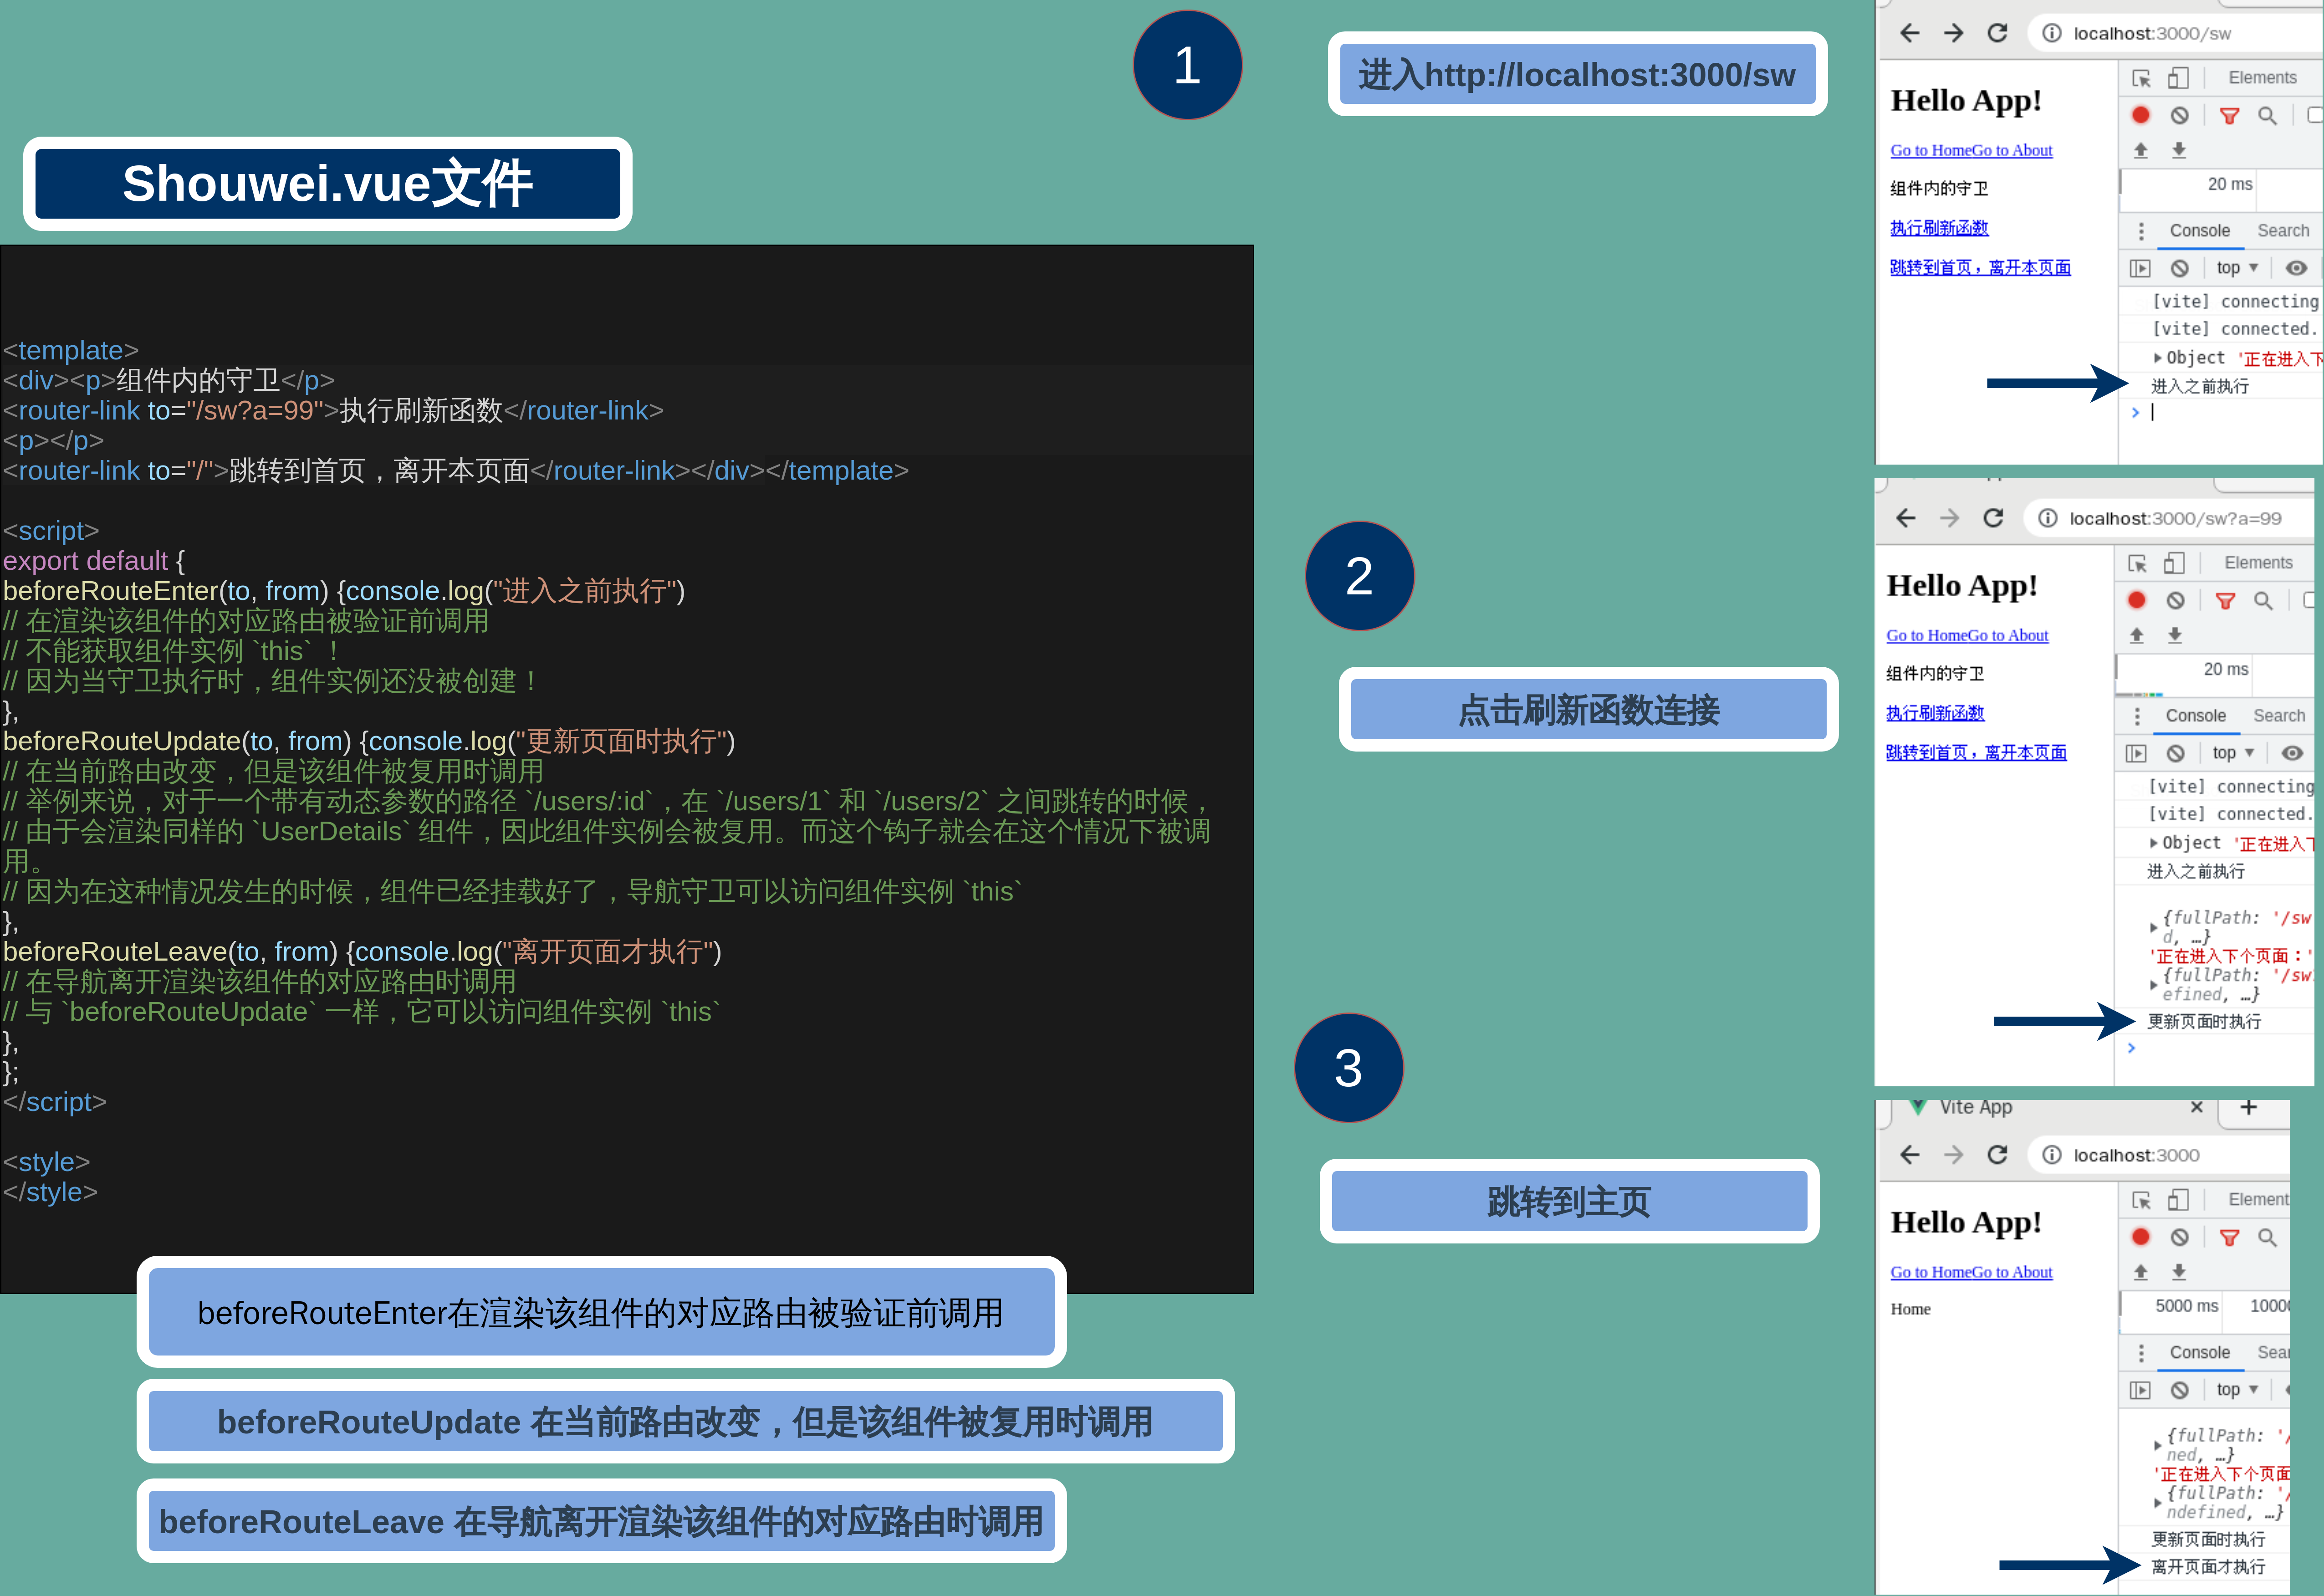 Shouwei.vue文件
<template>
<div><p>组件内的守卫</p>
<router-link to="/sw?a=99">执行刷新函数</router-link>
<p></p>
<router-link to="/">跳转到首页，离开本页面</router-link></div></template>
<script>
export default {
beforeRouteEnter(to, from) {console.log("进入之前执行")
// 在渲染该组件的对应路由被验证前调用
// 不能获取组件实例 `this` ！
// 因为当守卫执行时，组件实例还没被创建！
},
beforeRouteUpdate(to, from) {console.log("更新页面时执行")
// 在当前路由改变，但是该组件被复用时调用
// 举例来说，对于一个带有动态参数的路径 `/users/:id`，在 `/users/1` 和 `/users/2` 之间跳转的时候，
// 由于会渲染同样的 `UserDetails` 组件，因此组件实例会被复用。而这个钩子就会在这个情况下被调
用。
// 因为在这种情况发生的时候，组件已经挂载好了，导航守卫可以访问组件实例 `this`
},
beforeRouteLeave(to, from) {console.log("离开页面才执行")
// 在导航离开渲染该组件的对应路由时调用
// 与 `beforeRouteUpdate` 一样，它可以访问组件实例 `this`
},
};
</script>
<style>
</style>
beforeRouteEnter在渲染该组件的对应路由被验证前调用
beforeRouteUpdate 在当前路由改变，但是该组件被复用时调用
beforeRouteLeave 在导航离开渲染该组件的对应路由时调用
1
进入http://localhost:3000/sw
localhost:3000/sw
Hello App!
Go to HomeGo to About
组件内的守卫
执行刷新函数
跳转到首页，离开本页面
Elements
20 ms
Console Search
top
[vite] connecting
[vite] connected.
Object '正在进入下
进入之前执行
2
点击刷新函数连接
localhost:3000/sw?a=99
Hello App!
Go to HomeGo to About
组件内的守卫
执行刷新函数
跳转到首页，离开本页面
Elements
20 ms
Console Search
top
[vite] connecting
[vite] connected.
Object '正在进入下
进入之前执行
{fullPath: '/sw
d, …}
'正在进入下个页面：'
{fullPath: '/sw
efined, …}
更新页面时执行
3
跳转到主页
Vite App
localhost:3000
Hello App!
Go to HomeGo to About
Home
Element
5000 ms 1000
Console Sear
top
{fullPath: '/
ned, …}
'正在进入下个页面
{fullPath: '/
ndefined, …}
更新页面时执行
离开页面才执行